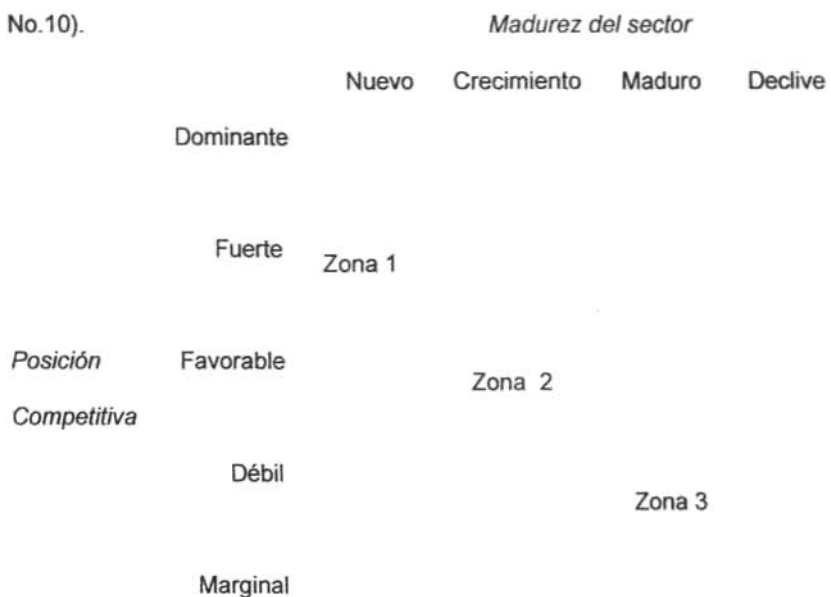 No.10).
Madurez del sector
Nuevo Crecimiento Maduro Declive
Dominante
Fuerte
Zona 1
Posición Favorable
Zona 2
Competitiva
Débil
Zona 3
Marginal